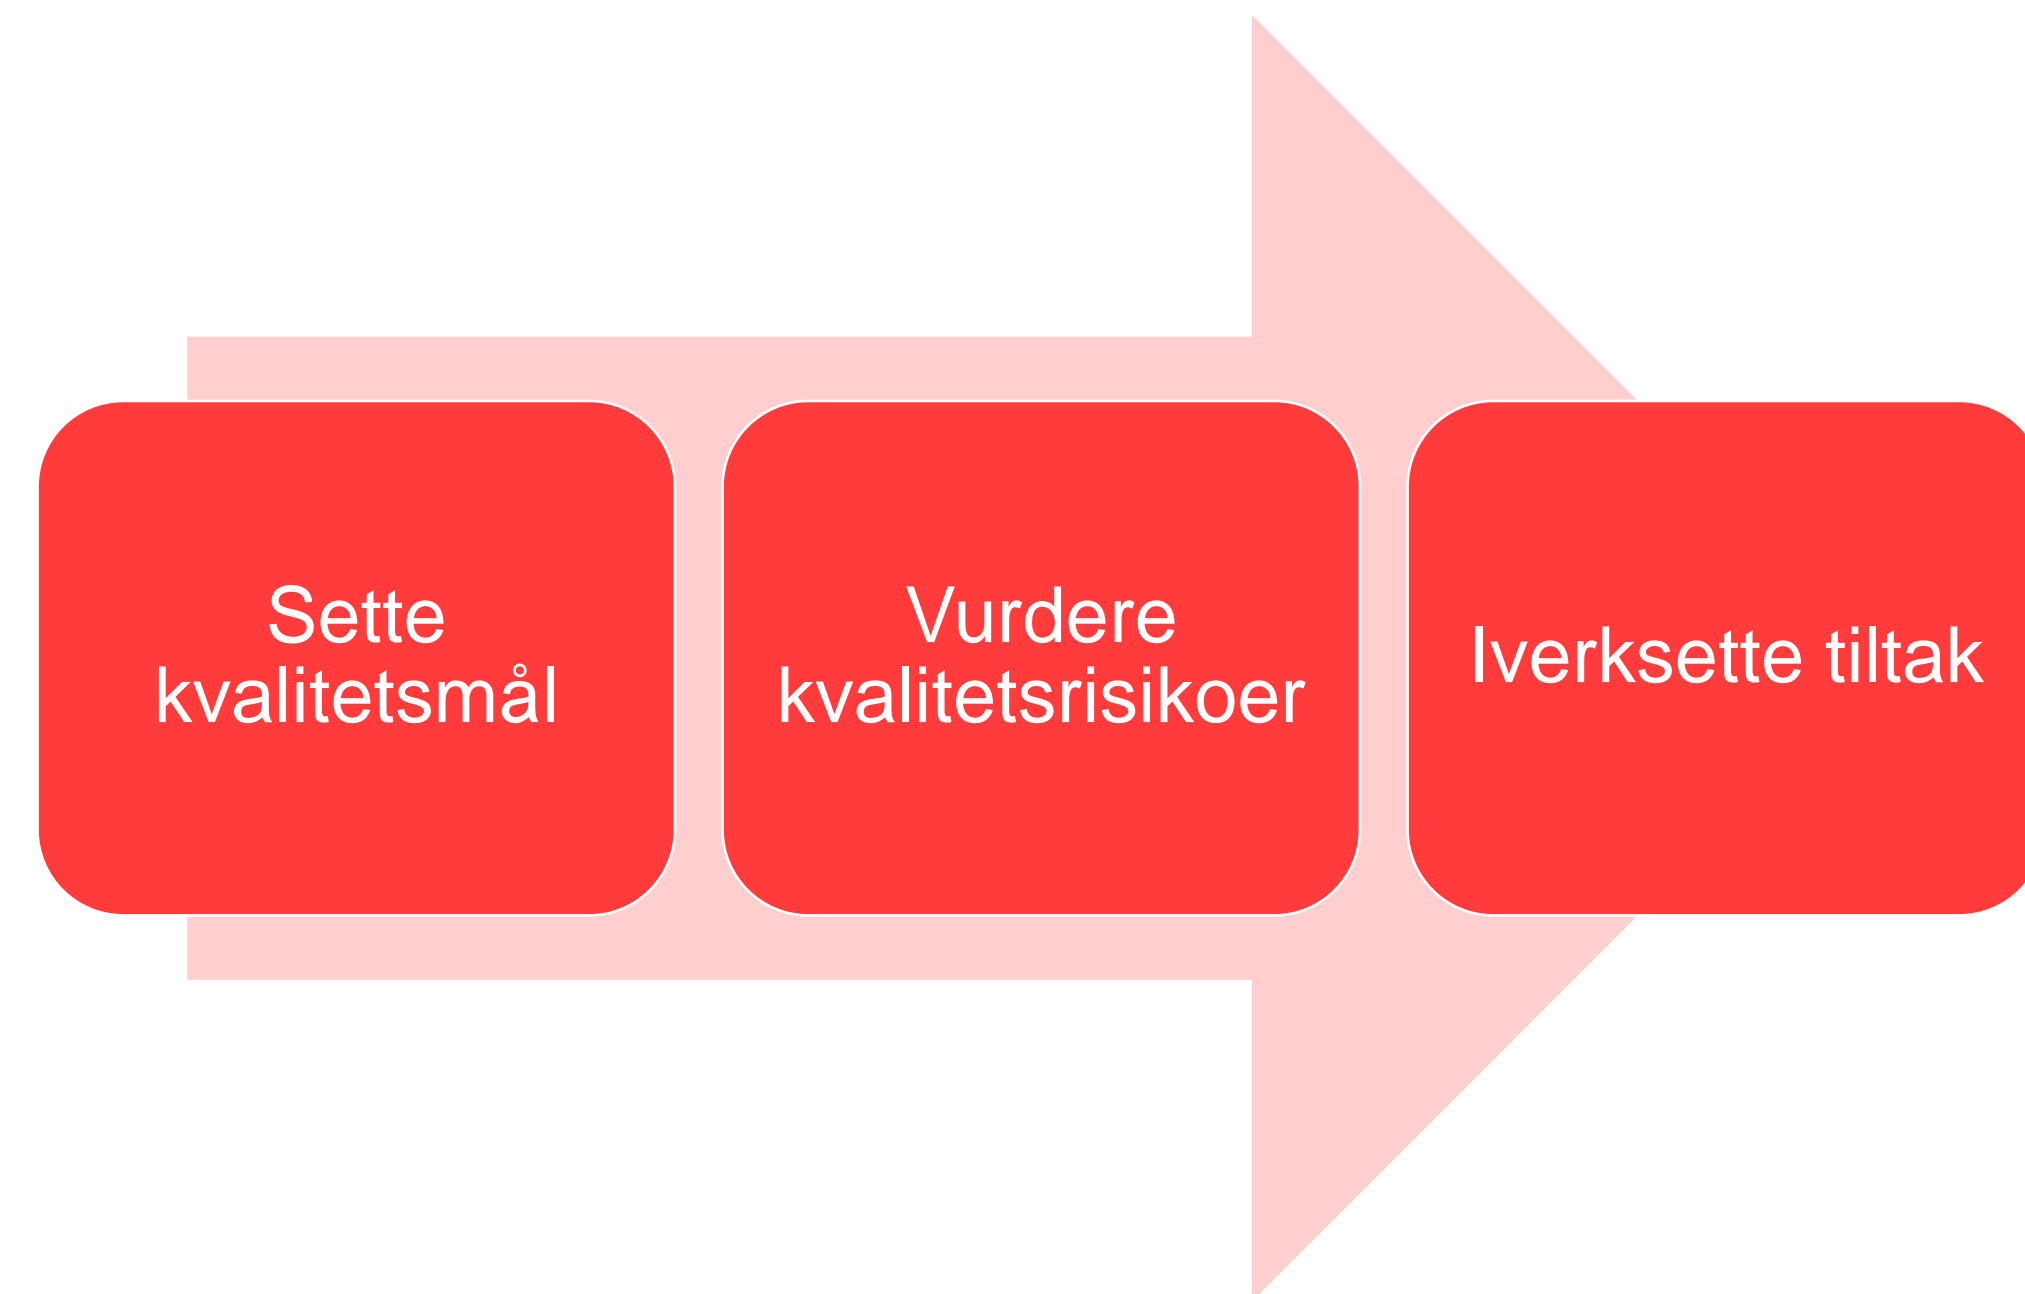 Sette
kvalitetsmål
Vurdere
kvalitetsrisikoer
Iverksette tiltak